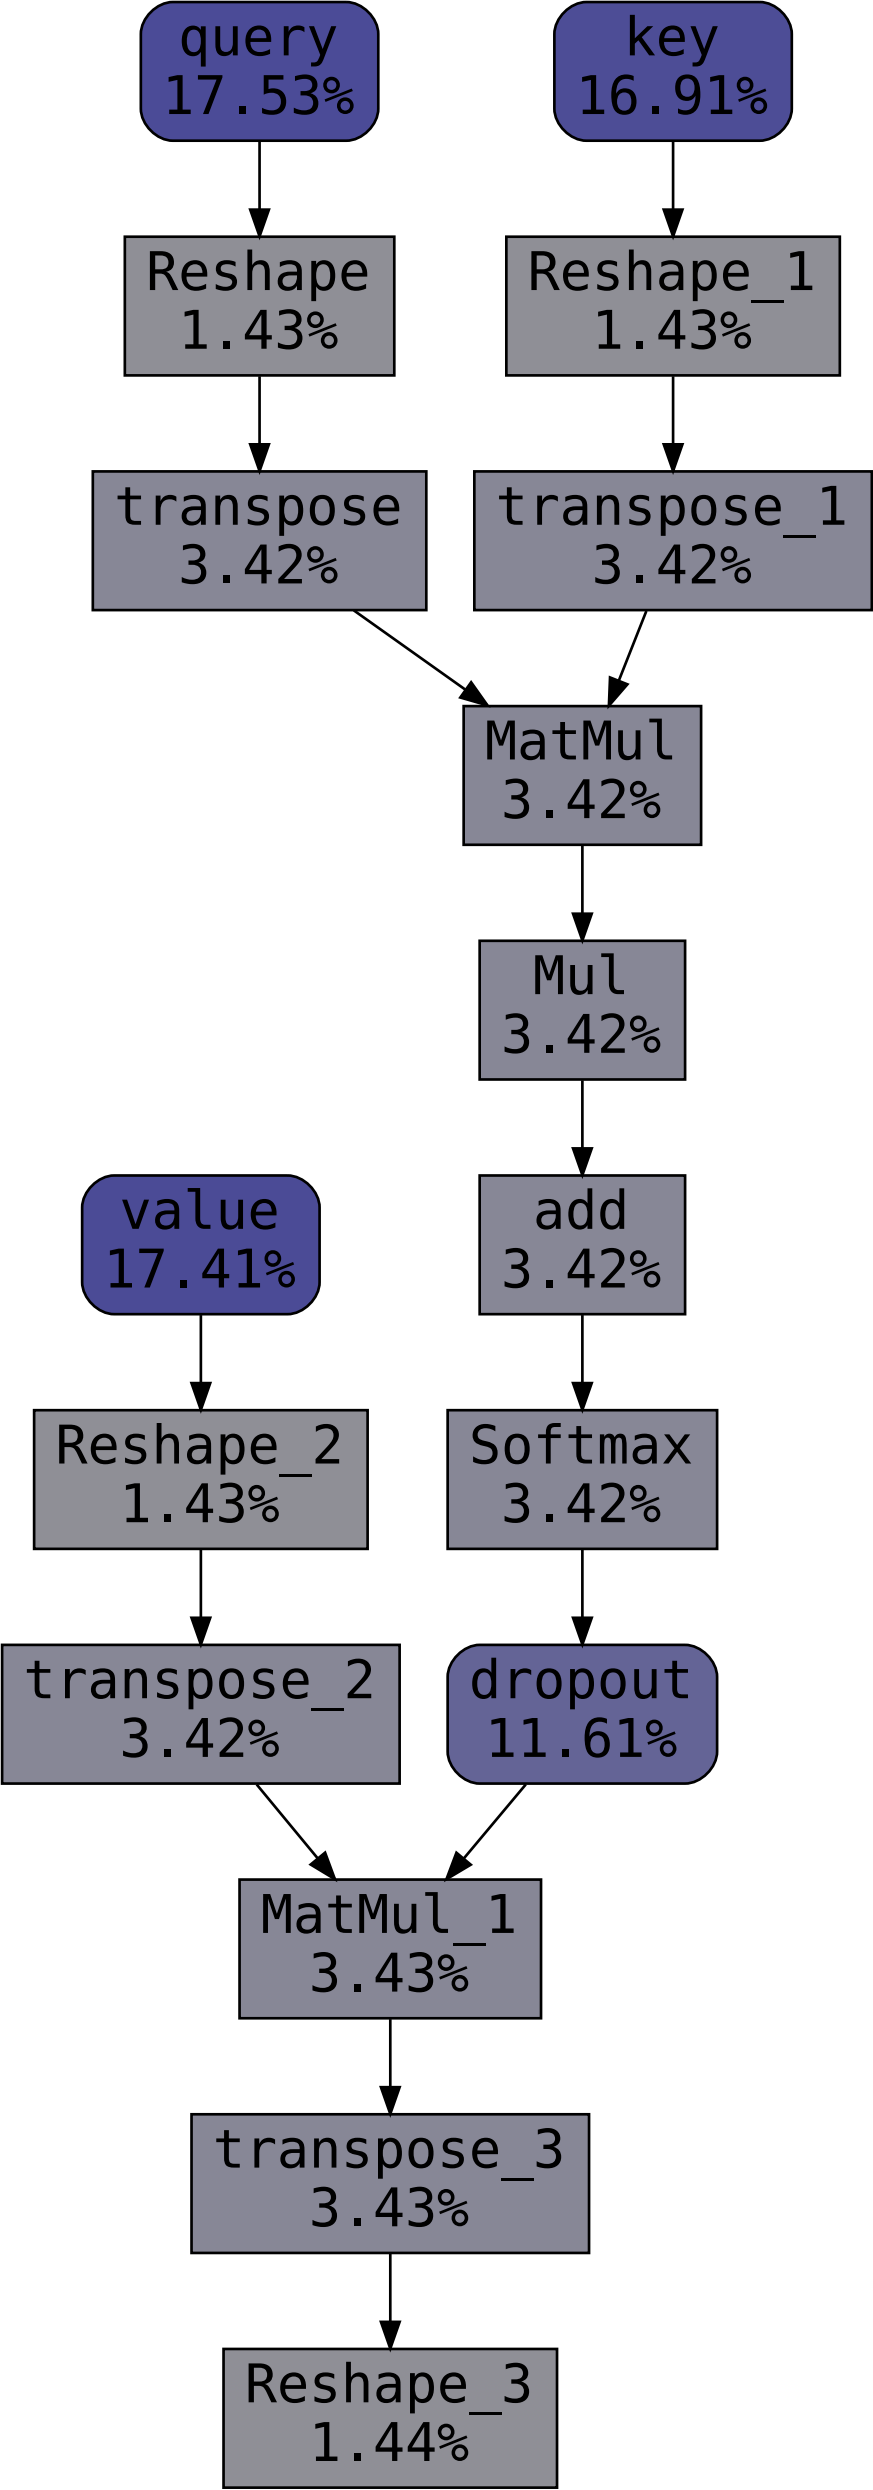 query
17.53%
key
16.91%
Reshape
1.43%
Reshape_1
1.43%
transpose
3.42%
transpose_1
3.42%
MatMul
3.42%
Mul
3.42%
add
3.42%
value
17.41%
Softmax
3.42%
Reshape_2
1.43%
transpose_2
3.42%
dropout
11.61%
MatMul_1
3.43%
transpose_3
3.43%
Reshape_3
1.44%